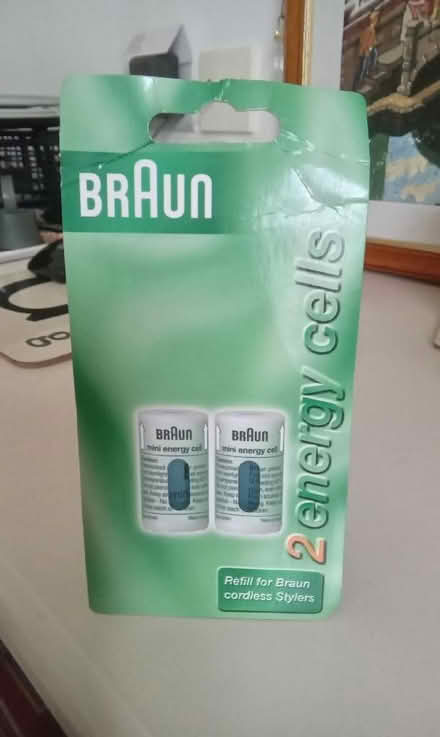 BRAUN
2 energy cells
BRAUN
mini energy cell
BRAUN
mini energy cell
Refill for Braun
cordless Stylers